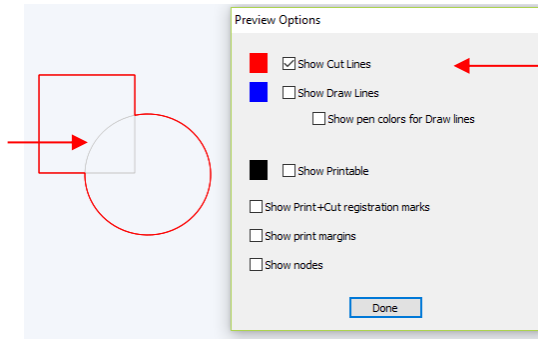 Preview Options
Show Cut Lines
Show Draw Lines
Show pen colors for Draw lines
Show Printable
Show Print+Cut registration marks
Show print margins
Show nodes
Done